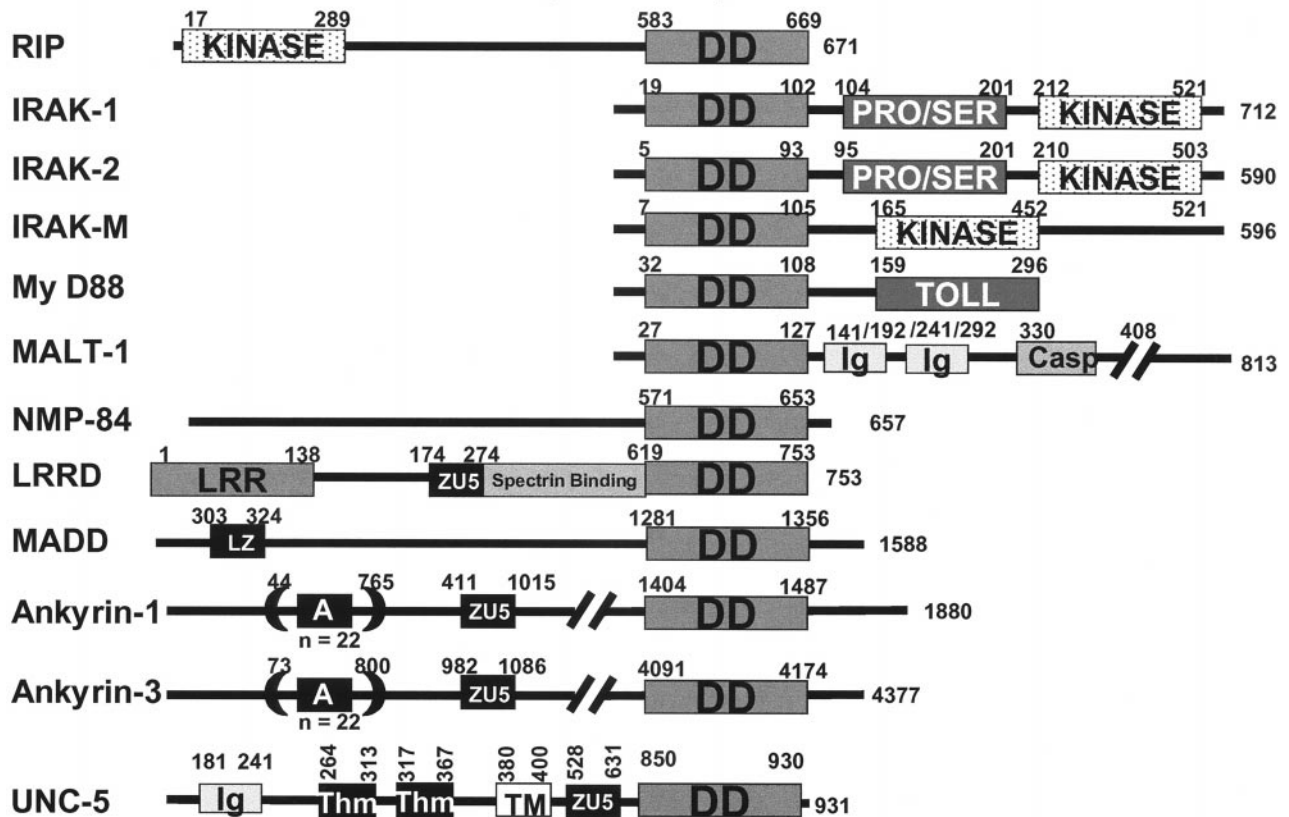 17 289 583 669
RIP KINASE DD 671
19 102 104 201 212 521
IRAK-1 DD PRO/SER KINASE 712
5 93 95 201 210 503
IRAK-2 DD PRO/SER KINASE 590
7 105 165 452 521
IRAK-M DD KINASE 596
32 108 159 296
My D88 DD TOLL
27 127 141/192 /241/292 330 408
MALT-1 DD Ig Ig Casp 813
571 653
NMP-84 DD 657
1 138 174 274 619 753
LRRD LRR ZU5 Spectrin Binding DD 753
303 324 1281 1356
MADD LZ DD 1588
44 765 411 1015 1404 1487
Ankyrin-1 ( A ) ZU5 // DD 1880
n = 22
73 800 982 1086 4091 4174
Ankyrin-3 ( A ) ZU5 // DD 4377
n = 22
181 241 264 313 317 367 380 400 528 631 850 930
UNC-5 Ig Thm Thm TM ZU5 DD 931